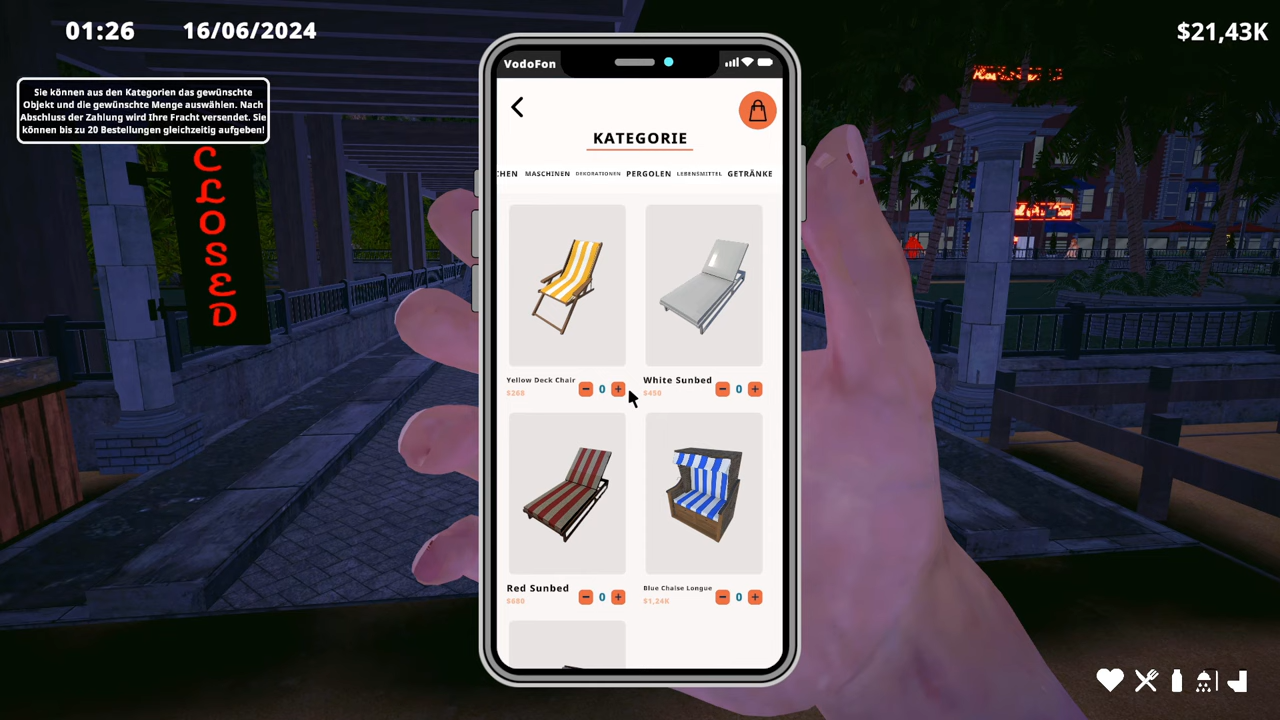 01:26
16/06/2024
$21,43K
Sie können aus den Kategorien das gewünschte
Objekt und die gewünschte Menge auswählen. Nach
Abschluss der Zahlung wird Ihre Fracht versendet. Sie
können bis zu 20 Bestellungen gleichzeitig aufgeben!
CLOSED
VodoFon
KATEGORIE
CHEN MASCHINEN DEKORATIONEN PERGOLEN LEBENSMITTEL GETRÄNKE
Yellow Deck Chair
$268
0
White Sunbed
$450
0
Red Sunbed
$680
0
Blue Chaise Longue
$1,24K
0